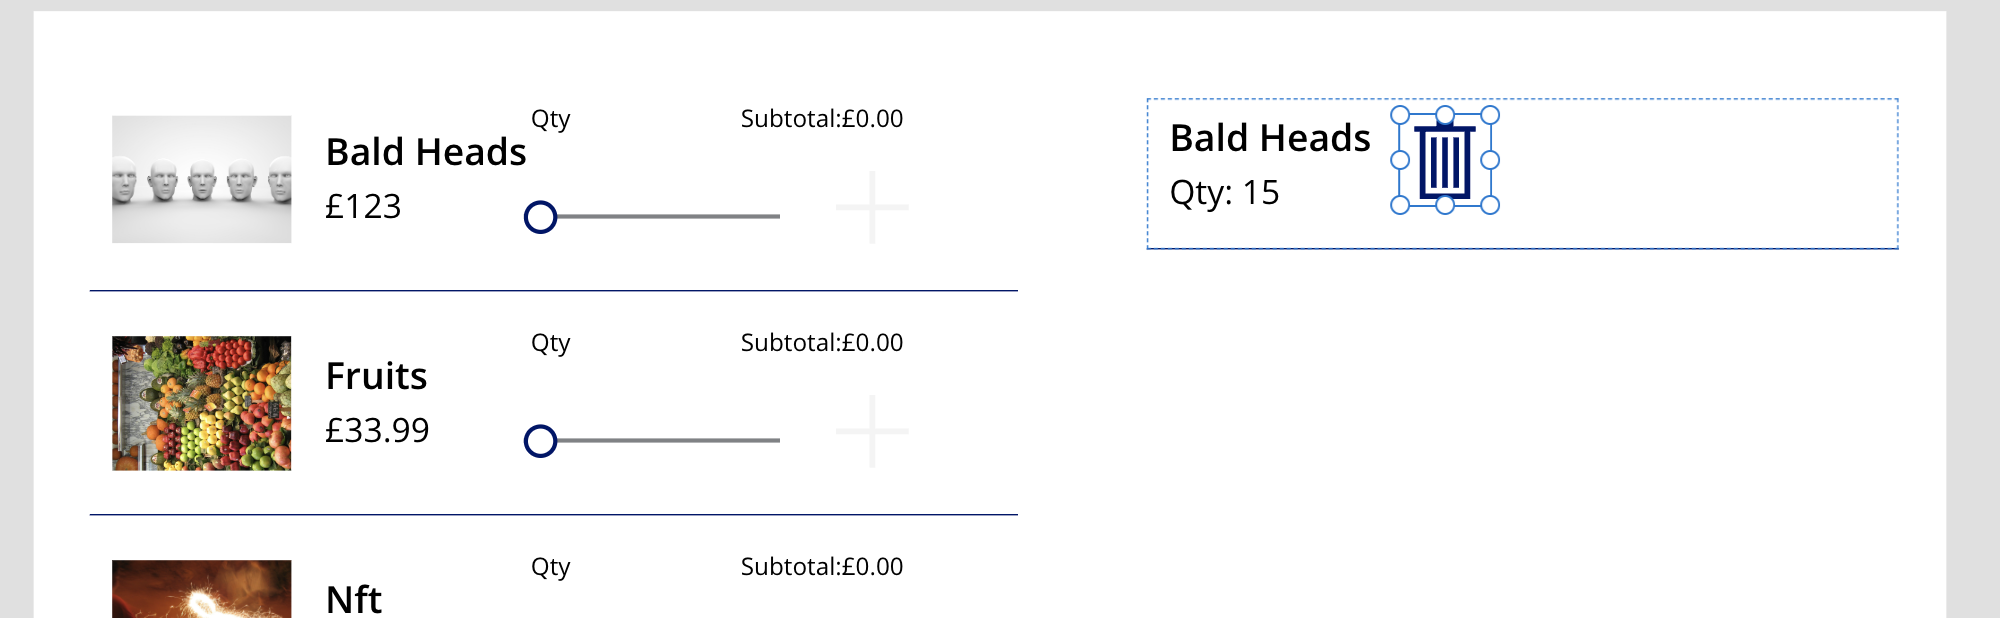 Bald Heads
£123
Qty
Subtotal:£0.00
Fruits
£33.99
Qty
Subtotal:£0.00
Nft
Qty
Subtotal:£0.00
Bald Heads
Qty: 15